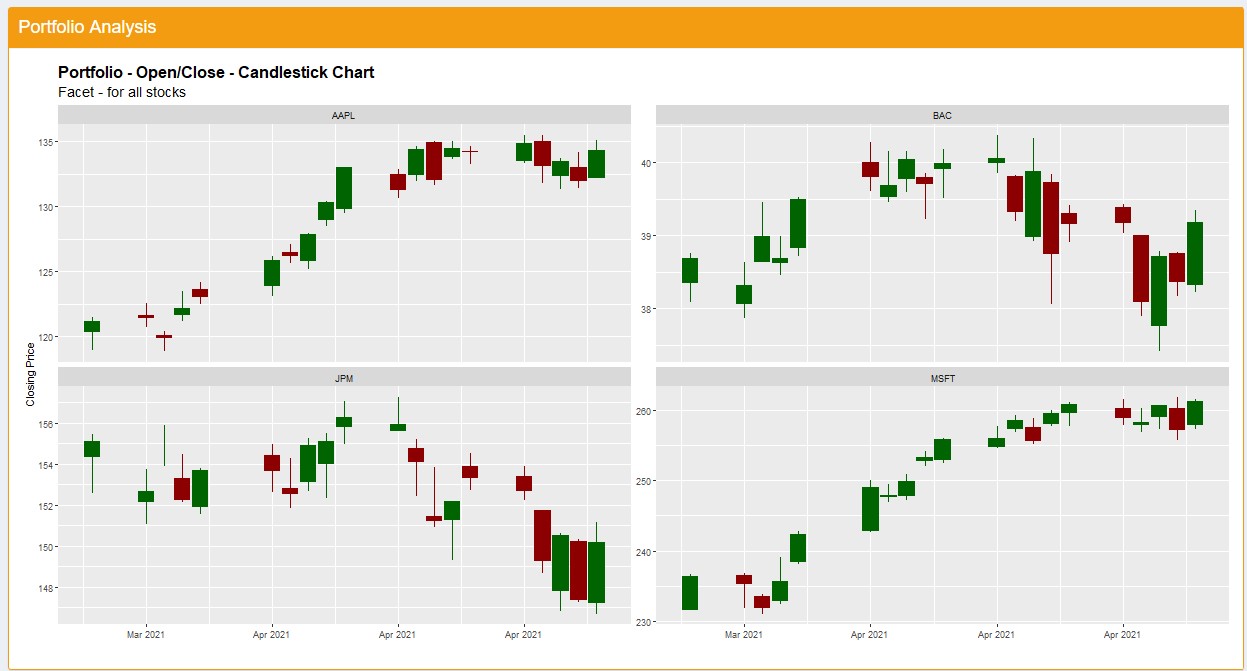 Portfolio Analysis
Portfolio - Open/Close - Candlestick Chart
Facet - for all stocks
AAPL
135
130
125
120
BAC
40
39
38
Closing Price
JPM
156
154
152
150
148
Mar 2021 Apr 2021 Apr 2021 Apr 2021
MSFT
260
250
240
230
Mar 2021 Apr 2021 Apr 2021 Apr 2021